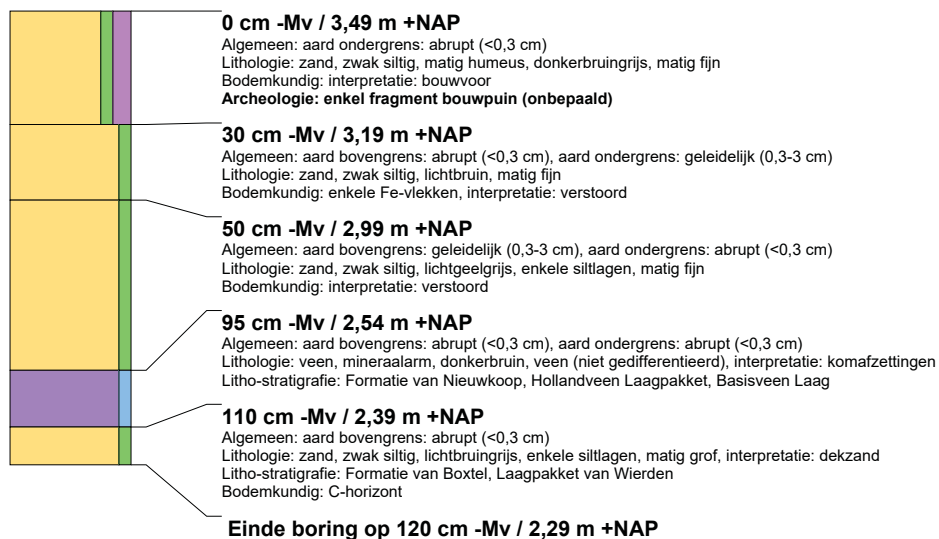 0 cm -Mv / 3,49 m +NAP
Algemeen: aard ondergrens: abrupt (<0,3 cm)
Lithologie: zand, zwak siltig, matig humeus, donkerbruingrijs, matig fijn
Bodemkundig: interpretatie: bouwvoor
Archeologie: enkel fragment bouwpuin (onbepaald)
30 cm -Mv / 3,19 m +NAP
Algemeen: aard bovengrens: abrupt (<0,3 cm), aard ondergrens: geleidelijk (0,3-3 cm)
Lithologie: zand, zwak siltig, lichtbruin, matig fijn
Bodemkundig: enkele Fe-vlekken, interpretatie: verstoord
50 cm -Mv / 2,99 m +NAP
Algemeen: aard bovengrens: geleidelijk (0,3-3 cm), aard ondergrens: abrupt (<0,3 cm)
Lithologie: zand, zwak siltig, lichtgeelgrijs, enkele siltlagen, matig fijn
Bodemkundig: interpretatie: verstoord
95 cm -Mv / 2,54 m +NAP
Algemeen: aard bovengrens: abrupt (<0,3 cm), aard ondergrens: abrupt (<0,3 cm)
Lithologie: veen, mineraalarm, donkerbruin, veen (niet gedifferentieerd), interpretatie: komafzettingen
Litho-stratigrafie: Formatie van Nieuwkoop, Hollandveen Laagpakket, Basisveen Laag
110 cm -Mv / 2,39 m +NAP
Algemeen: aard bovengrens: abrupt (<0,3 cm)
Lithologie: zand, zwak siltig, lichtbruingrijs, enkele siltlagen, matig grof, interpretatie: dekzand
Litho-stratigrafie: Formatie van Boxtel, Laagpakket van Wierden
Bodemkundig: C-horizont
Einde boring op 120 cm -Mv / 2,29 m +NAP